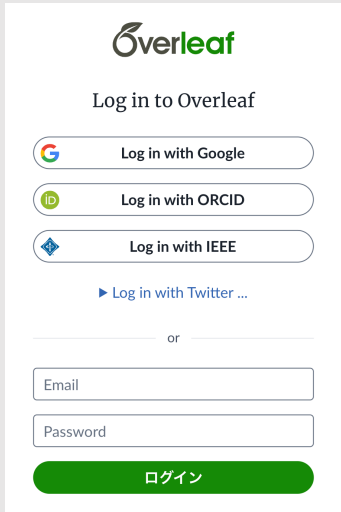 Overleaf
Log in to Overleaf
Log in with Google
iD
Log in with ORCID
Log in with IEEE
▶ Log in with Twitter ...
or
Email
Password
ログイン